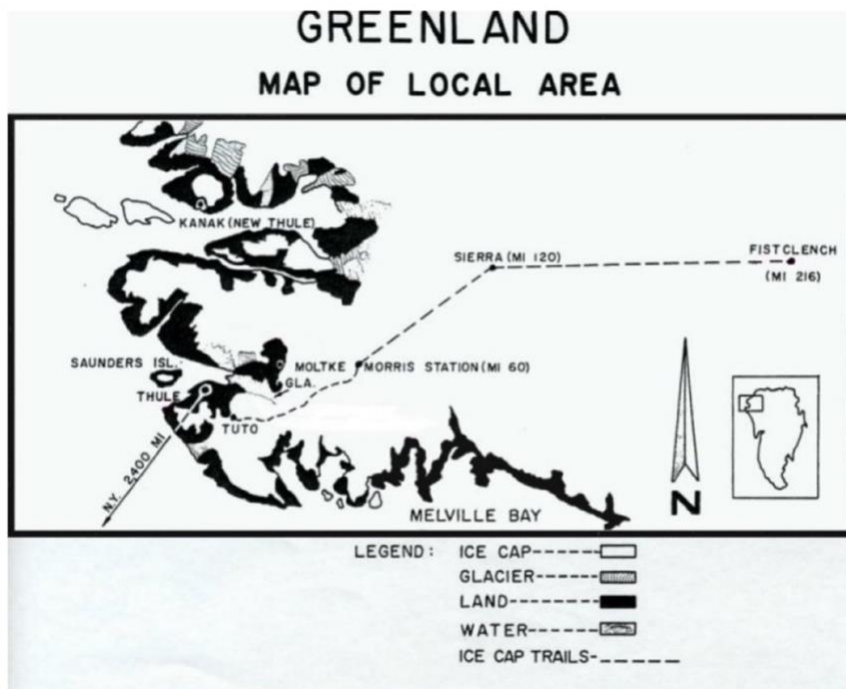 GREENLAND
MAP OF LOCAL AREA
KANAK (NEW THULE)
SIERRA (MI 120)
FISTCLENCH
(MI 216)
SAUNDERS ISL.
MOLTKE
GLA.
MORRIS STATION (MI 60)
THULE
TUTO
N.Y. 2400 MI
N
MELVILLE BAY
LEGEND:
ICE CAP
GLACIER
LAND
WATER
ICE CAP TRAILS